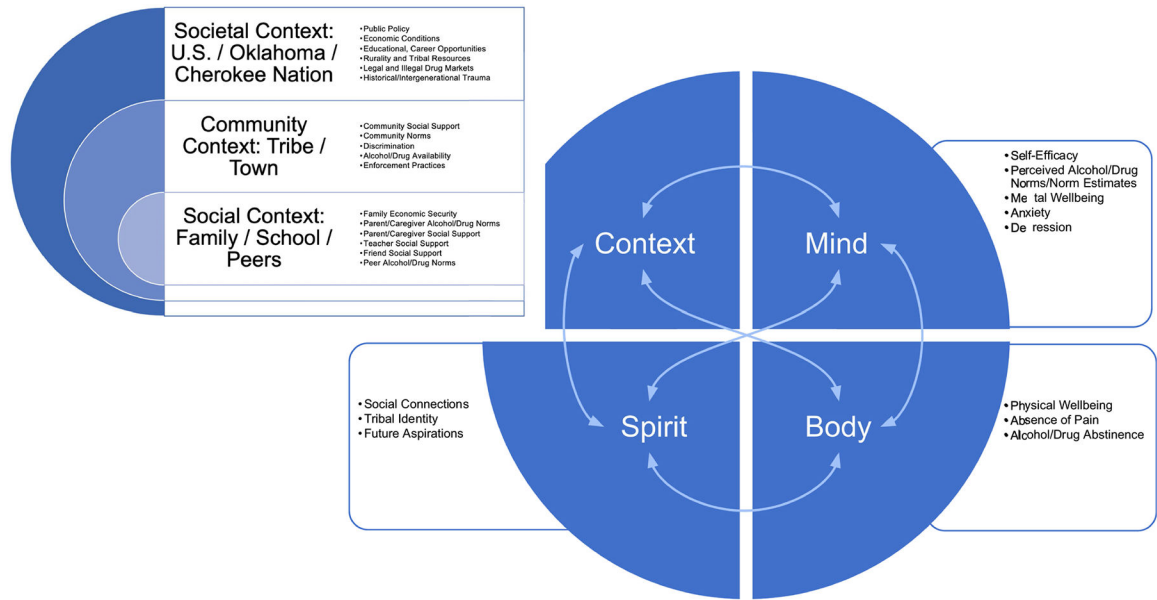 Societal Context:
U.S. / Oklahoma /
Cherokee Nation
•Public Policy
•Economic Conditions
•Educational, Career Opportunities
•Rurality and Tribal Resources
•Legal and Illegal Drug Markets
•Historical/Intergenerational Trauma
Community
Context: Tribe /
Town
•Community Social Support
•Community Norms
•Discrimination
•Alcohol/Drug Availability
•Enforcement Practices
Social Context:
Family / School /
Peers
•Family Economic Security
•Parent/Caregiver Alcohol/Drug Norms
•Parent/Caregiver Social Support
•Teacher Social Support
•Friend Social Support
•Peer Alcohol/Drug Norms
Context
Mind
•Self-Efficacy
•Perceived Alcohol/Drug
Norms/Norm Estimates
•Me tal Wellbeing
•Anxiety
•De ression
Spirit
•Social Connections
•Tribal Identity
•Future Aspirations
Body
•Physical Wellbeing
•Absence of Pain
•Alcohol/Drug Abstinence